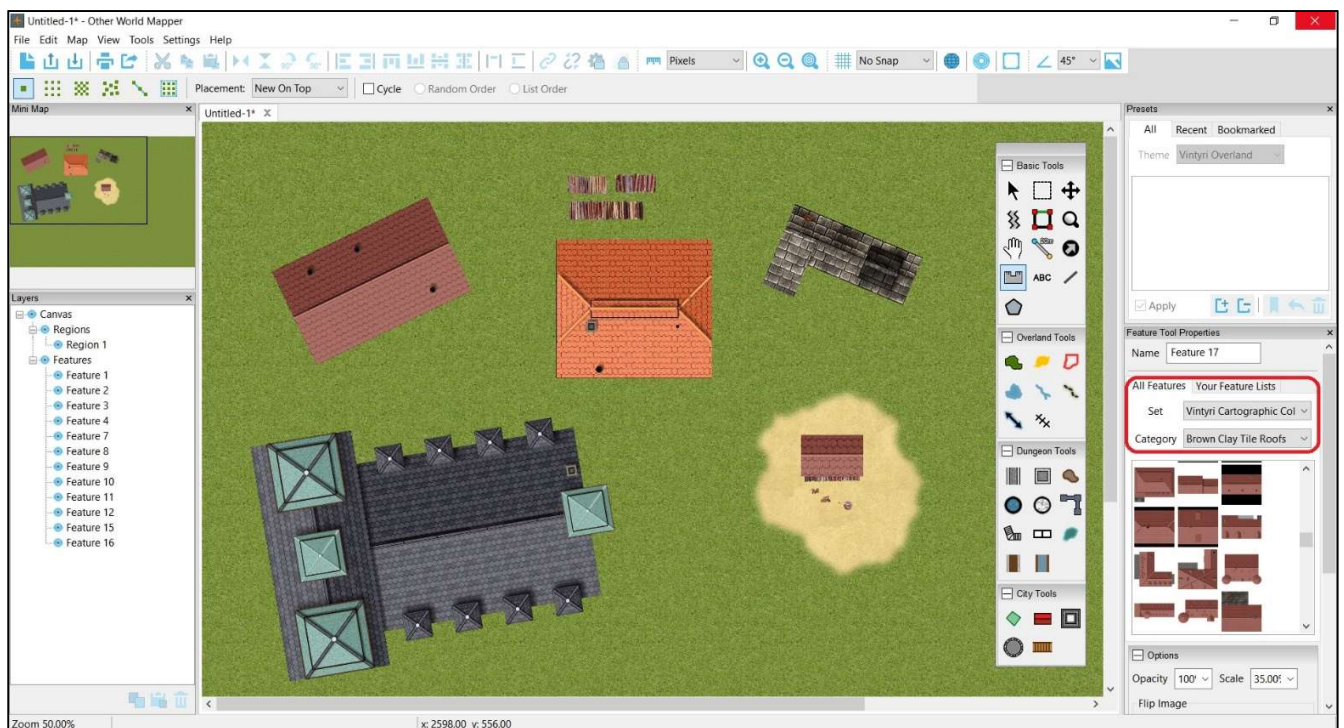 Untitled-1* - Other World Mapper
File Edit Map View Tools Settings Help
Pixels No Snap 45°
Placement: New On Top Cycle Random Order List Order
Mini Map
Untitled-1*
Presets
All Recent Bookmarked
Theme Vintyri Overland
Apply
Layers
Canvas
Regions
Region 1
Features
Feature 1
Feature 2
Feature 3
Feature 4
Feature 7
Feature 8
Feature 9
Feature 10
Feature 11
Feature 12
Feature 15
Feature 16
Basic Tools
ABC
Overland Tools
Dungeon Tools
City Tools
Feature Tool Properties
Name Feature 17
All Features Your Feature Lists
Set Vintyri Cartographic Col
Category Brown Clay Tile Roofs
Options
Opacity 100% Scale 35.00%
Flip Image
Zoom 50.00% x: 2598.00 y: 556.00